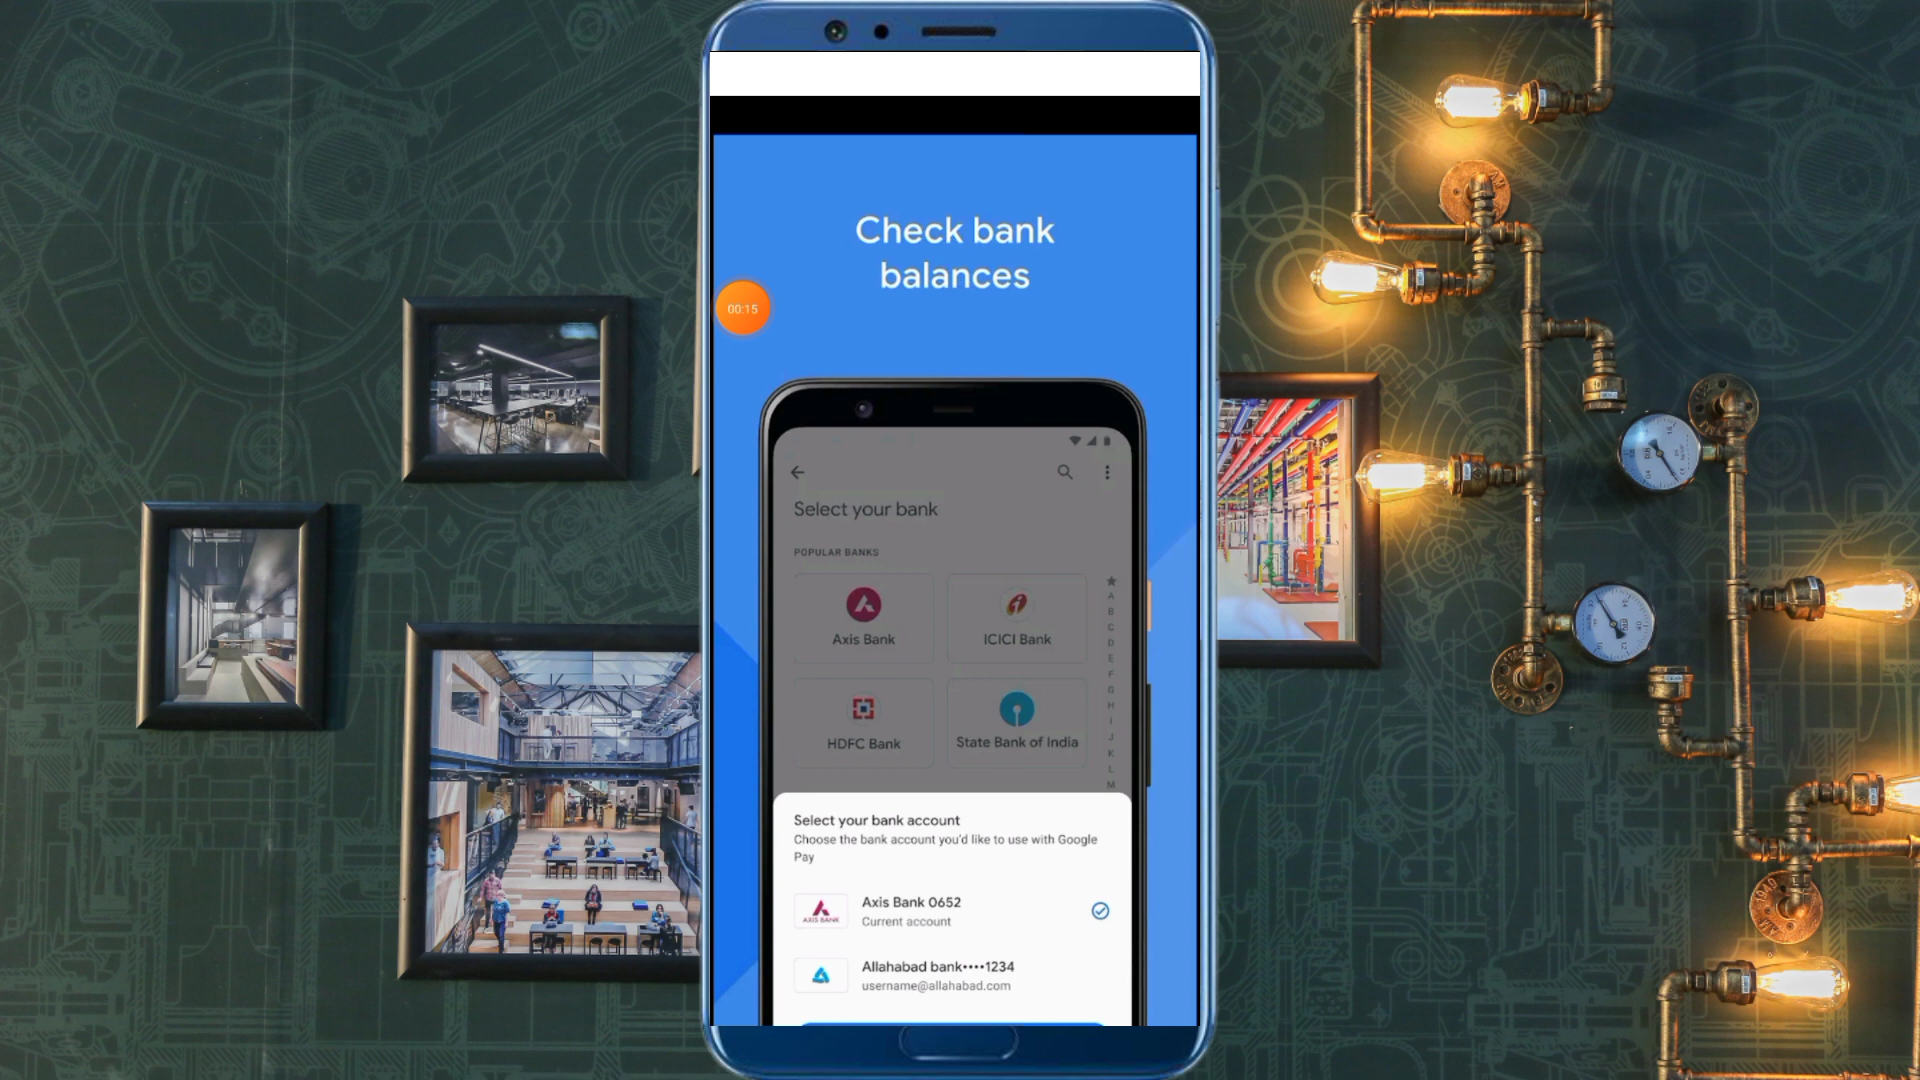 Check bank
balances
00:15
Select your bank
POPULAR BANKS
Axis Bank
ICICI Bank
HDFC Bank
State Bank of India
A
B
C
D
E
F
G
H
I
J
K
L
M
Select your bank account
Choose the bank account you'd like to use with Google
Pay
AXIS BANK
Axis Bank 0652
Current account
Allahabad bank••••1234
username@allahabad.com